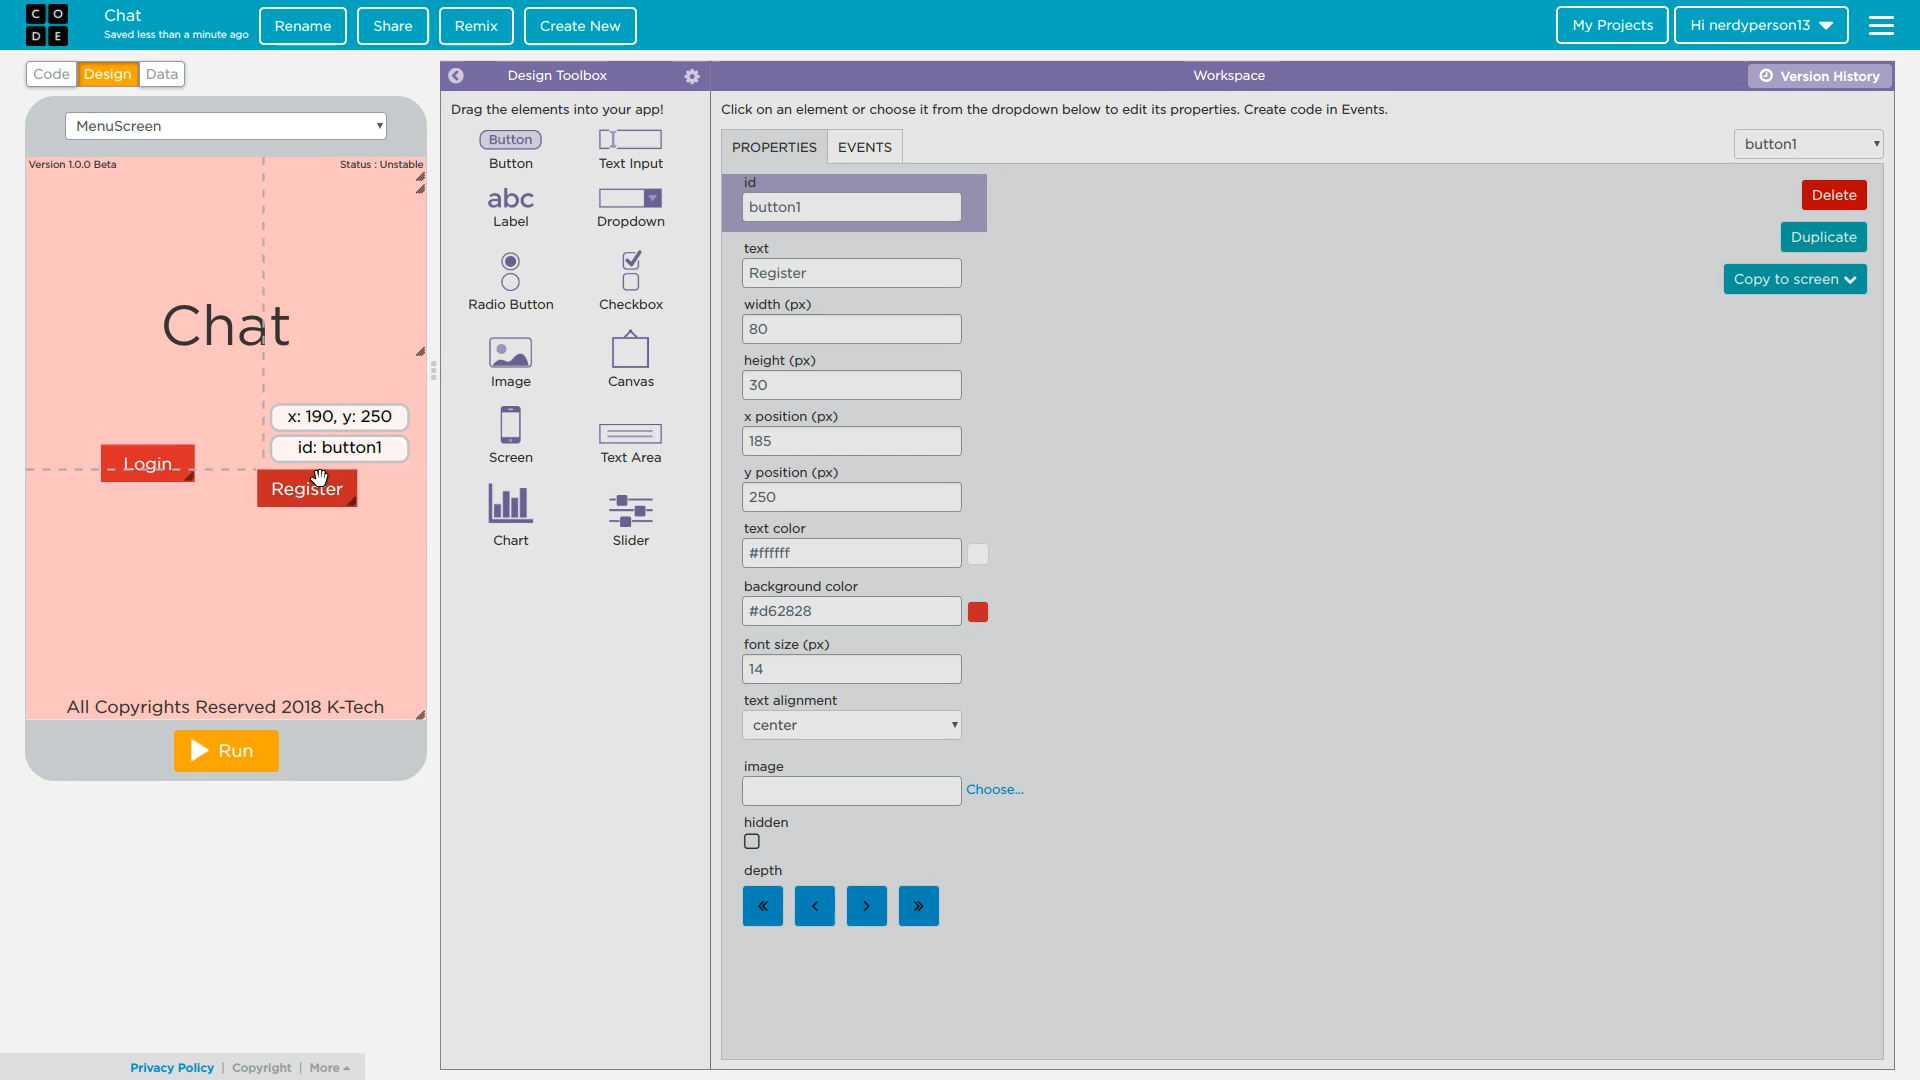 C O D E
Chat
Saved less than a minute ago
Rename
Share
Remix
Create New
My Projects
Hi nerdyperson13
Code
Design
Data
Design Toolbox
Workspace
Version History
MenuScreen
Version 1.0.0 Beta
Status : Unstable
Chat
x: 190, y: 250
id: button1
Login
Register
All Copyrights Reserved 2018 K-Tech
Run
Drag the elements into your app!
Button
Button
Text Input
abc
Label
Dropdown
Radio Button
Checkbox
Image
Canvas
Screen
Text Area
Chart
Slider
Click on an element or choose it from the dropdown below to edit its properties. Create code in Events.
PROPERTIES
EVENTS
button1
Delete
Duplicate
Copy to screen
id
button1
text
Register
width (px)
80
height (px)
30
x position (px)
185
y position (px)
250
text color
#ffffff
background color
#d62828
font size (px)
14
text alignment
center
image
Choose...
hidden
depth
Privacy Policy | Copyright | More